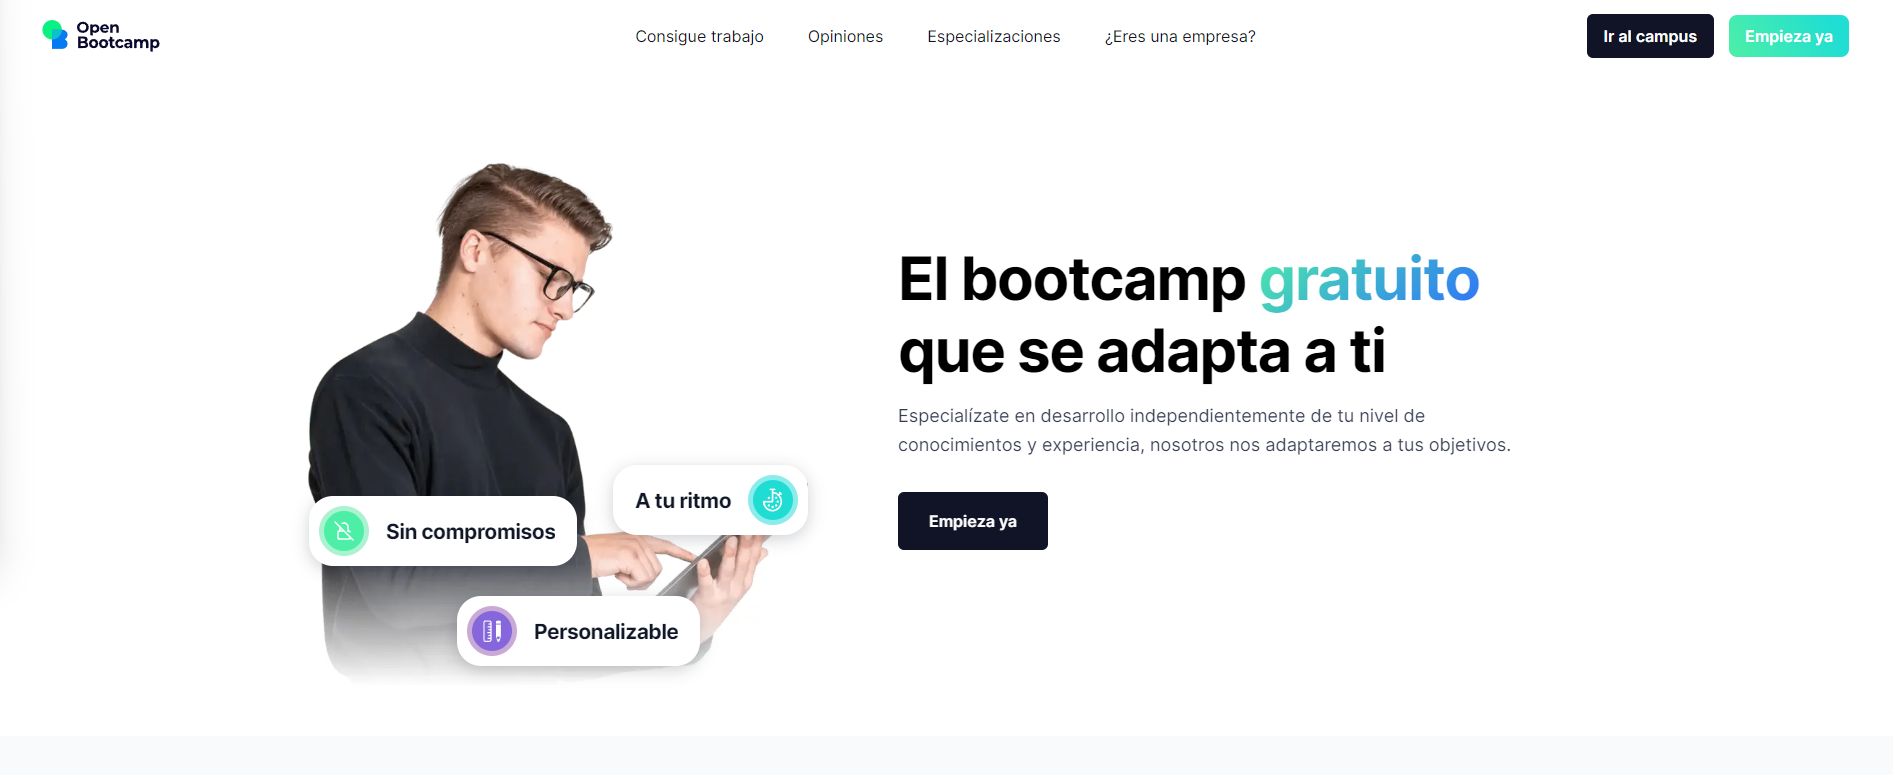 Open
Bootcamp
Consigue trabajo
Opiniones
Especializaciones
¿Eres una empresa?
Ir al campus
Empieza ya
A tu ritmo
Sin compromisos
Personalizable
El bootcamp gratuito
que se adapta a ti
Especialízate en desarrollo independientemente de tu nivel de
conocimientos y experiencia, nosotros nos adaptaremos a tus objetivos.
Empieza ya